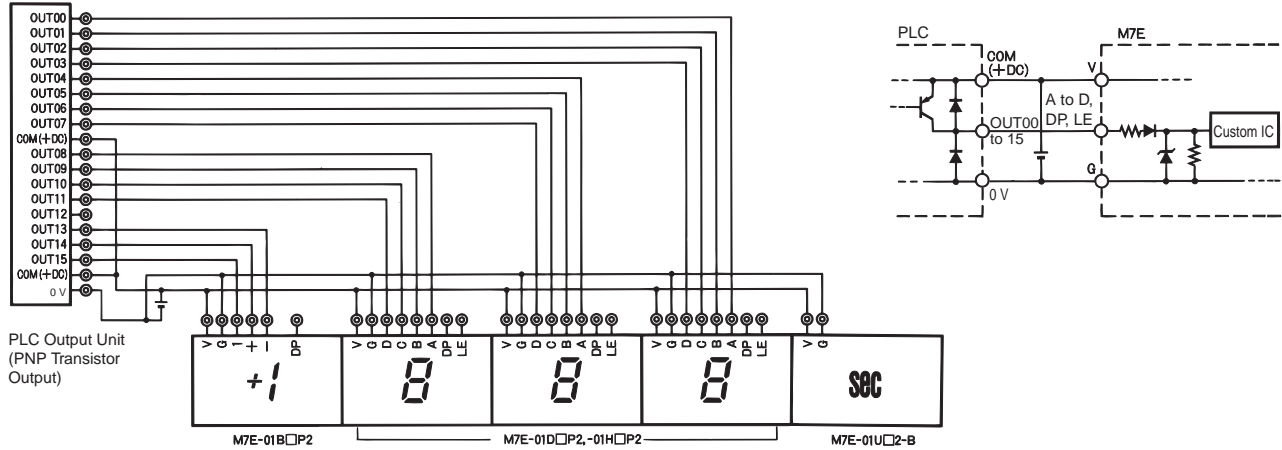 OUT00
OUT01
OUT02
OUT03
OUT04
OUT05
OUT06
OUT07
COM(+DC)
OUT08
OUT09
OUT10
OUT11
OUT12
OUT13
OUT14
OUT15
COM(+DC)
0 V
PLC Output Unit
(PNP Transistor
Output)
V G 1 + − DP
V G D C B A DP LE
V G D C B A DP LE
V G D C B A DP LE
V G
+1
8
8
8
sec
M7E-01B□P2
M7E-01D□P2, -01H□P2
M7E-01U□2-B
PLC
M7E
COM
(+DC)
V
A to D,
DP, LE
OUT00
to 15
Custom IC
G
0 V